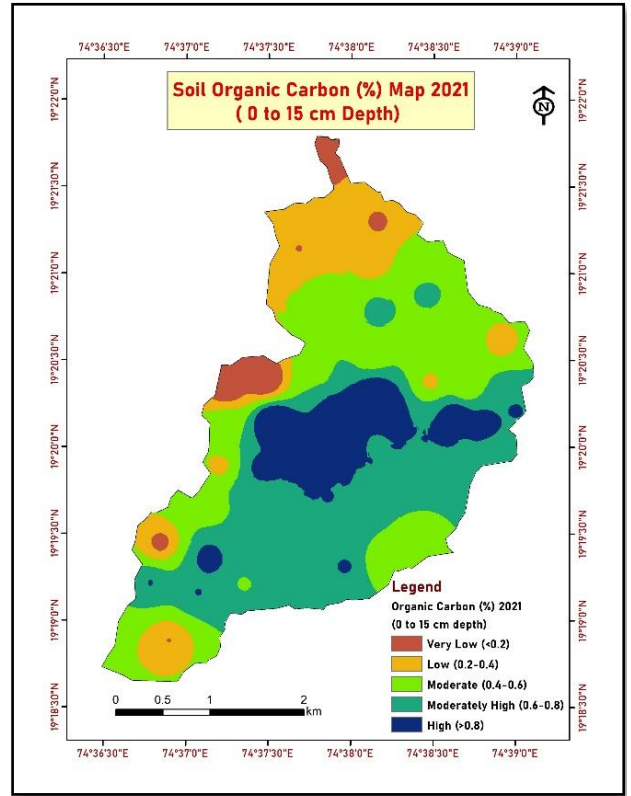 74°36'30"E 74°37'0"E 74°37'30"E 74°38'0"E 74°38'30"E 74°39'0"E
Soil Organic Carbon (%) Map 2021
( 0 to 15 cm Depth)
N
19°22'0"N 19°22'0"N
19°21'30"N 19°21'30"N
19°21'0"N 19°21'0"N
19°20'30"N 19°20'30"N
19°20'0"N 19°20'0"N
19°19'30"N 19°19'30"N
19°19'0"N 19°19'0"N
19°18'30"N 19°18'30"N
Legend
Organic Carbon (%) 2021
(0 to 15 cm depth)
Very Low (<0.2)
Low (0.2-0.4)
Moderate (0.4-0.6)
Moderately High (0.6-0.8)
High (>0.8)
0 0.5 1 2
km
74°36'30"E 74°37'0"E 74°37'30"E 74°38'0"E 74°38'30"E 74°39'0"E